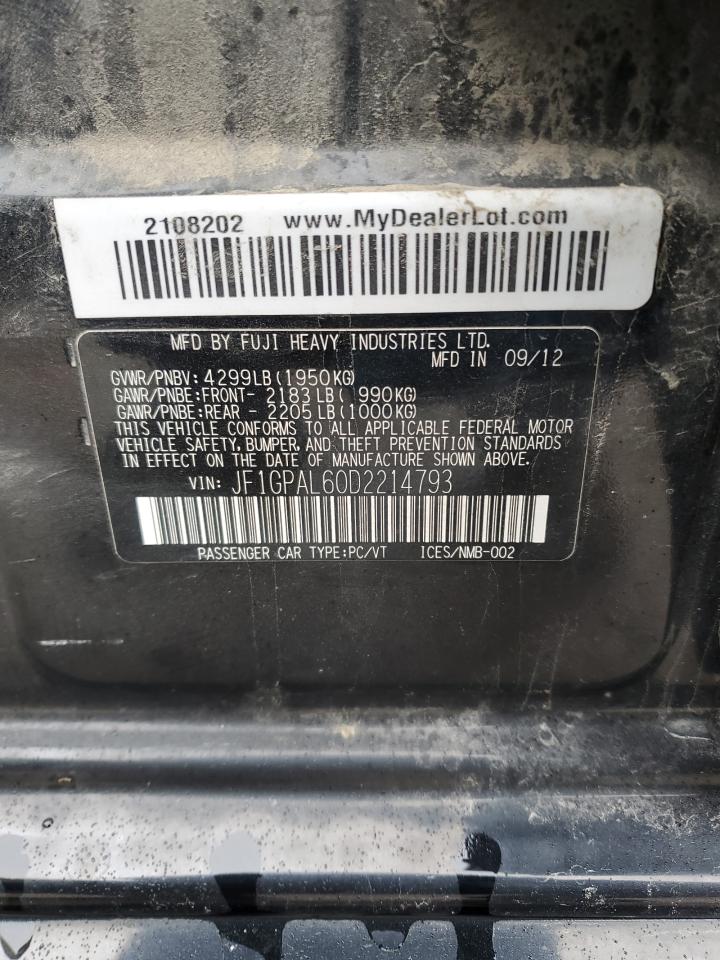 2108202 www.MyDealerLot.com
MFD BY FUJI HEAVY INDUSTRIES LTD.
MFD IN 09/12
GVWR/PNBV: 4299LB(1950KG)
GAWR/PNBE:FRONT- 2183LB( 990KG)
GAWR/PNBE:REAR - 2205LB(1000KG)
THIS VEHICLE CONFORMS TO ALL APPLICABLE FEDERAL MOTOR
VEHICLE SAFETY, BUMPER, AND THEFT PREVENTION STANDARDS
IN EFFECT ON THE DATE OF MANUFACTURE SHOWN ABOVE.
VIN: JF1GPAL60D2214793
PASSENGER CAR TYPE:PC/VT ICES/NMB-002